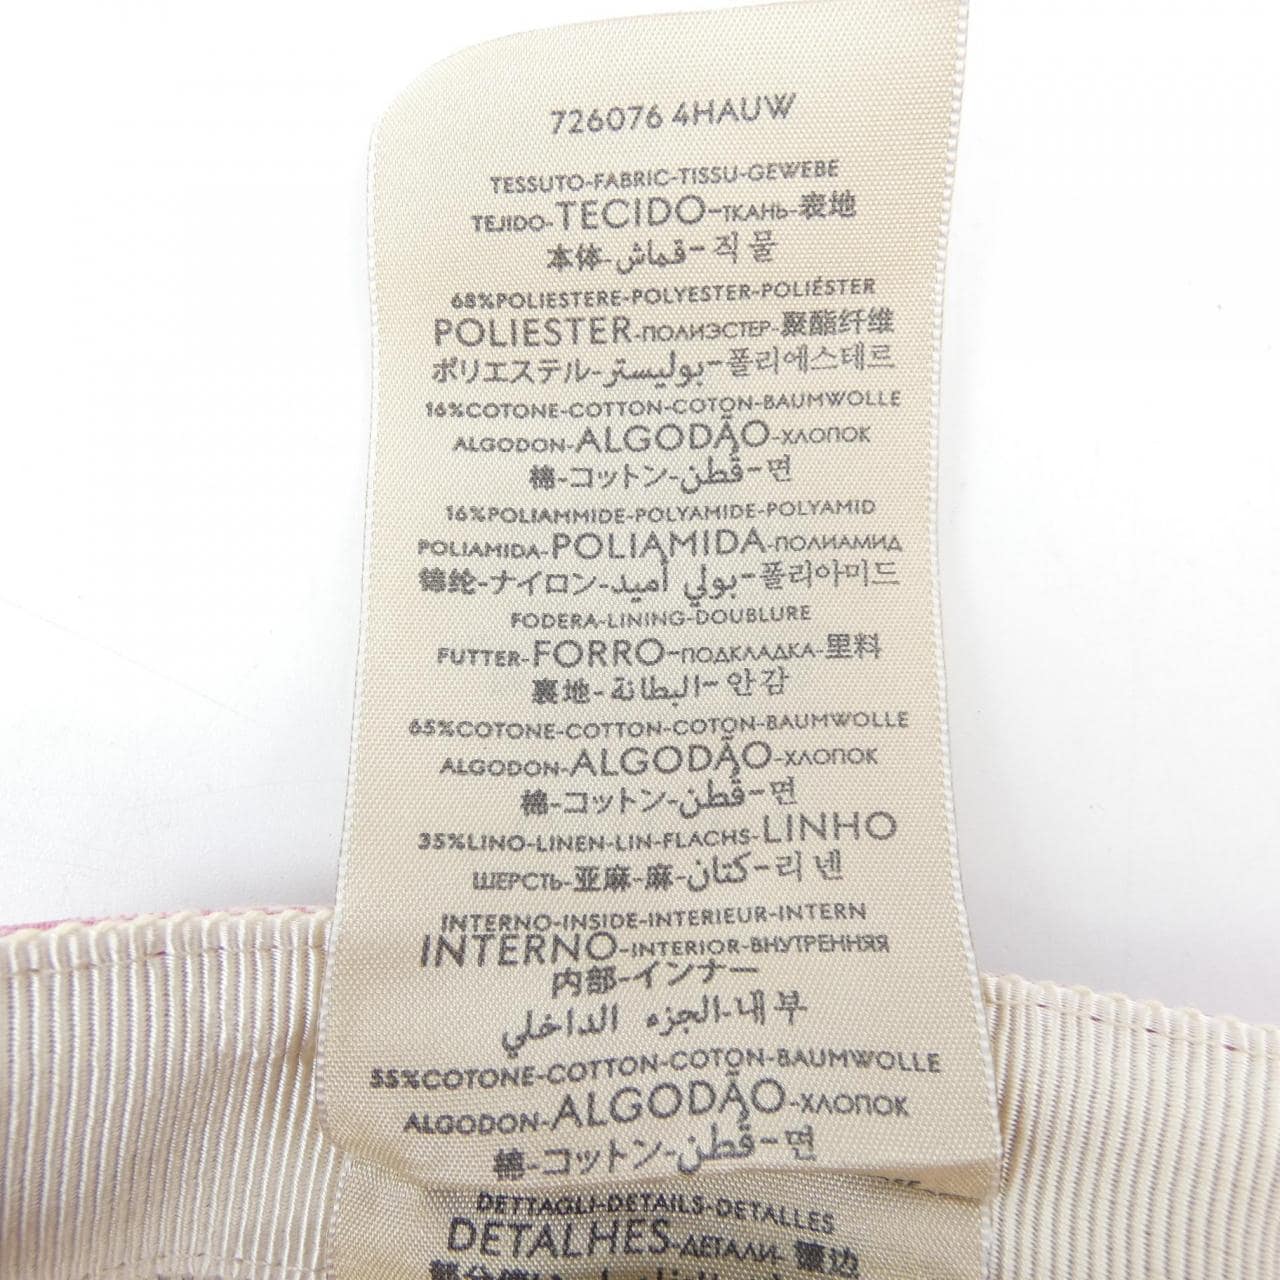 726076 4HAUW
TESSUTO-FABRIC-TISSU-GEWEBE
TEJIDO-TECIDO-ТКАНЬ-表地
本体-قماش-직물
68%POLIESTERE-POLYESTER-POLIÉSTER
POLIESTER-ПОЛИЭСТЕР-聚酯纤维
ポリエステル-بوليستر-폴리에스테르
16%COTONE-COTTON-COTON-BAUMWOLLE
ALGODON-ALGODÃO-ХЛОПОК
棉-コットン-قطن-면
16%POLIAMMIDE-POLYAMIDE-POLYAMID
POLIAMIDA-POLIAMIDA-ПОЛИАМИД
锦纶-ナイロン-بولي أميد-폴리아미드
FODERA-LINING-DOUBLURE
FUTTER-FORRO-ПОДКЛАДКА-里料
裏地-البطانة-안감
65%COTONE-COTTON-COTON-BAUMWOLLE
ALGODON-ALGODÃO-ХЛОПОК
棉-コットン-قطن-면
35%LINO-LINEN-LIN-FLACHS-LINHO
ШЕРСТЬ-亚麻-麻-كتان-리넨
INTERNO-INSIDE-INTERIEUR-INTERN
INTERNO-INTERIOR-ВНУТРЕННЯЯ
内部-インナー
الجزء الداخلي-내부
55%COTONE-COTTON-COTON-BAUMWOLLE
ALGODON-ALGODÃO-ХЛОПОК
棉-コットン-قطن-면
DETTAGLI-DETAILS-DETALLES
DETALHES-ДЕТАЛИ-镶边